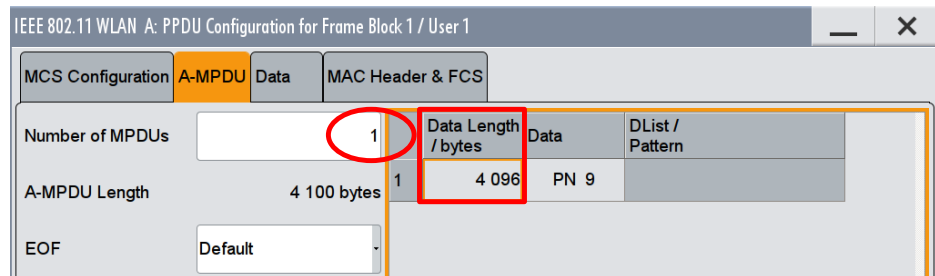 IEEE 802.11 WLAN A: PPDU Configuration for Frame Block 1 / User 1
MCS Configuration A-MPDU Data MAC Header & FCS
Number of MPDUs 1
Data Length / bytes Data DList / Pattern
A-MPDU Length 4 100 bytes
1 4 096 PN 9
EOF Default